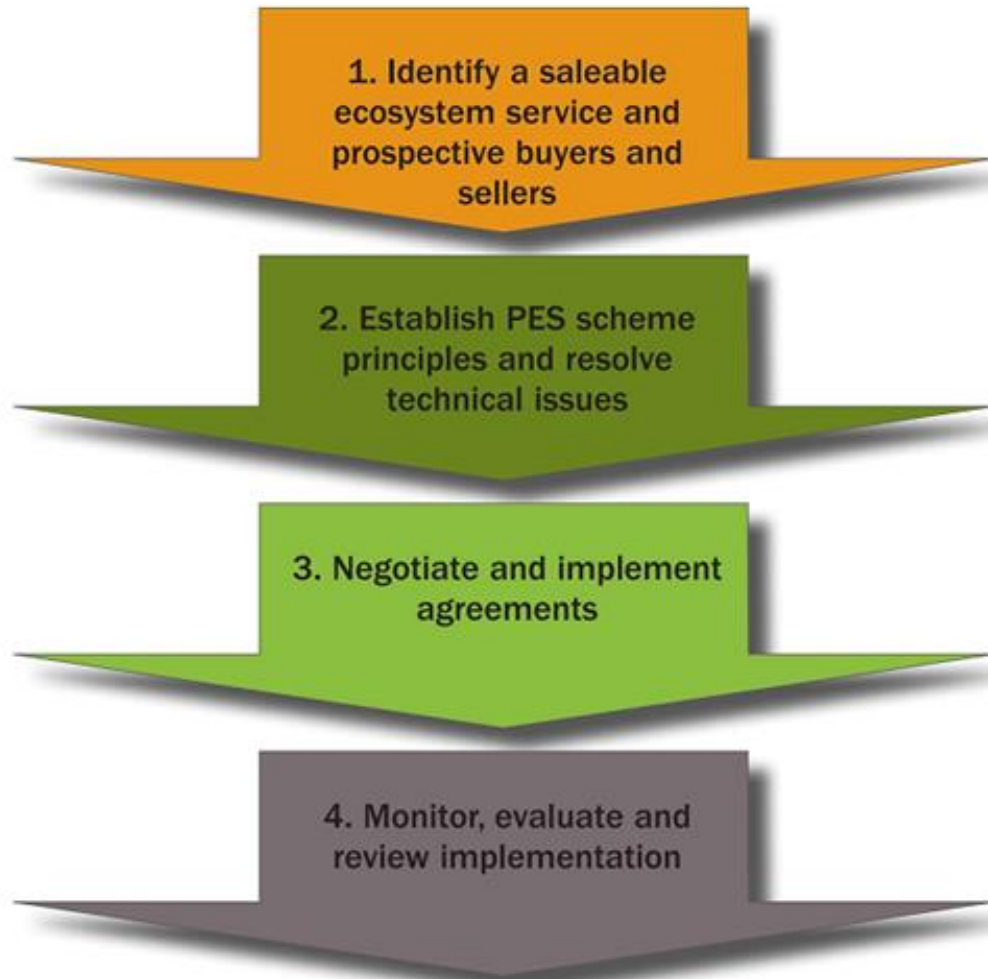 1. Identify a saleable
ecosystem service and
prospective buyers and
sellers
2. Establish PES scheme
principles and resolve
technical issues
3. Negotiate and implement
agreements
4. Monitor, evaluate and
review implementation